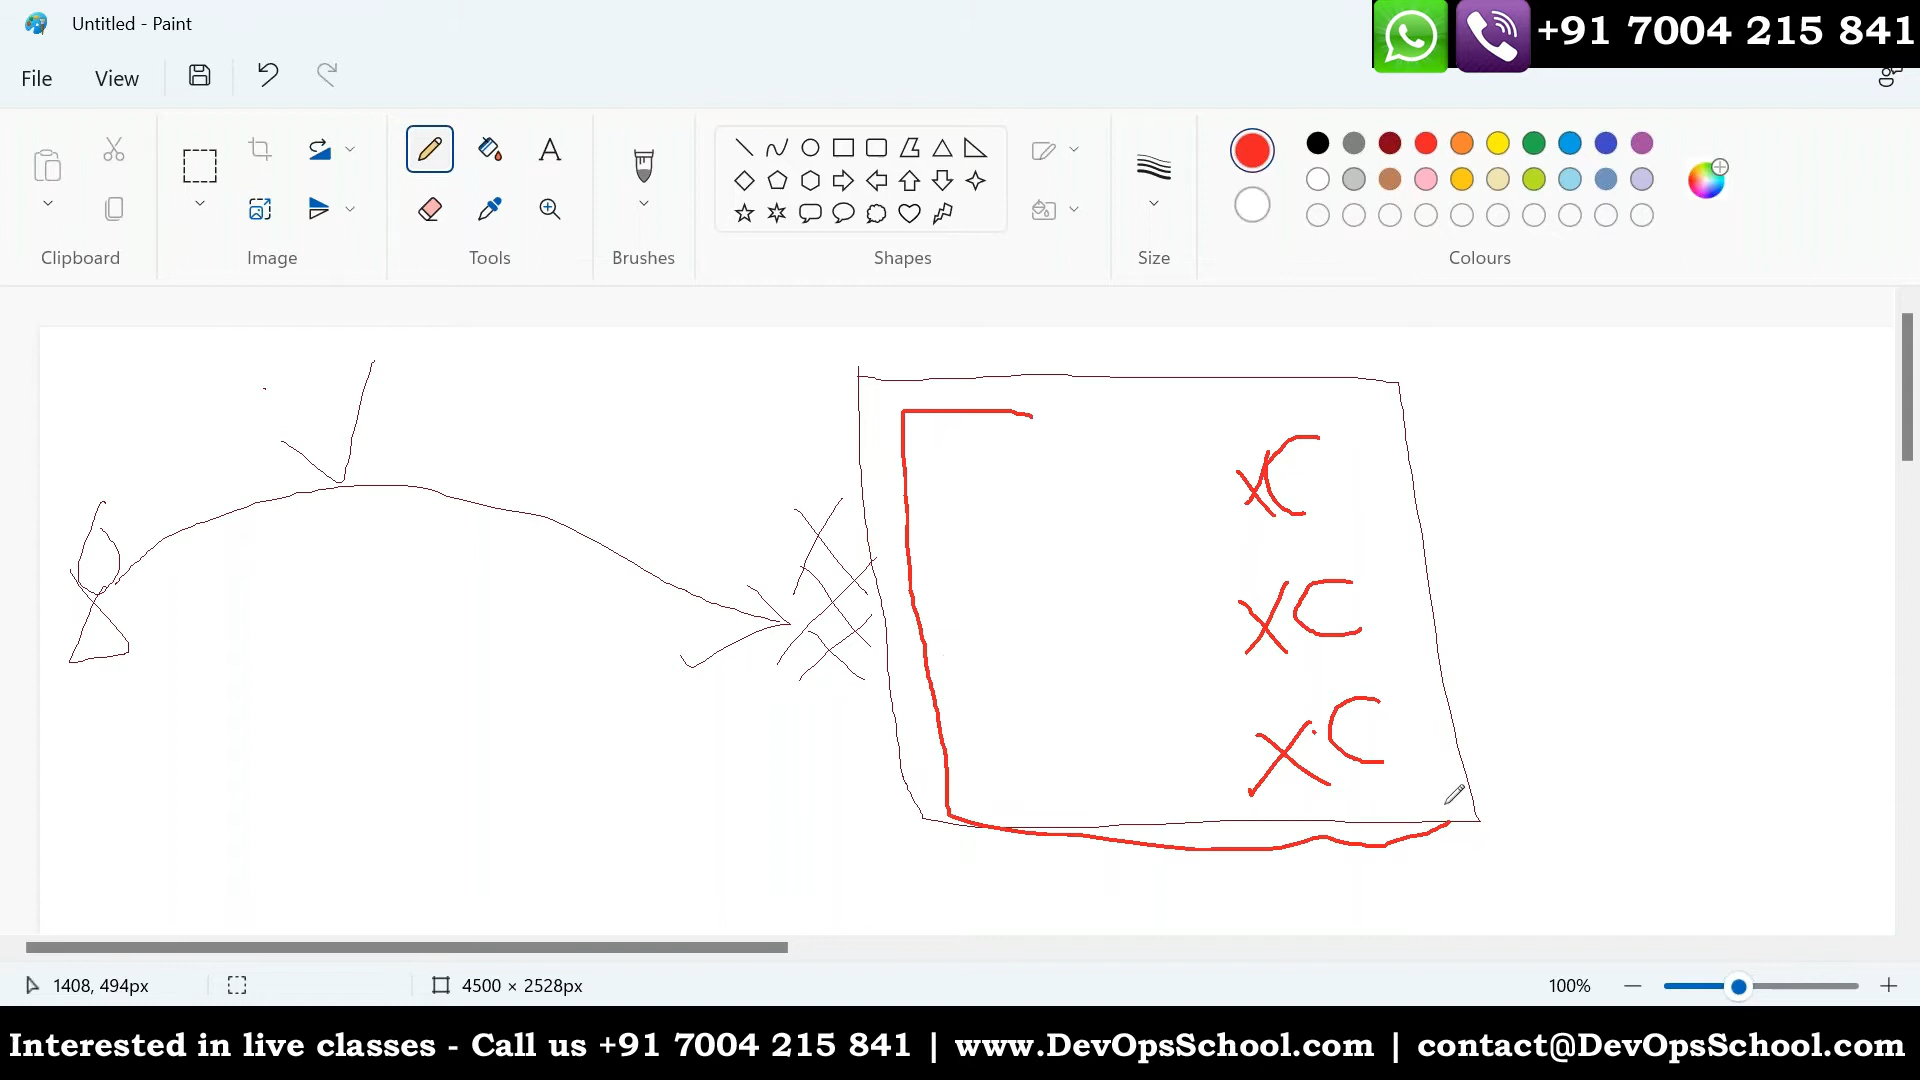 Untitled - Paint
+91 7004 215 841
File View
Clipboard Image Tools Brushes Shapes Size Colours
xC
XC
X C
1408, 494px 4500 × 2528px 100%
Interested in live classes - Call us +91 7004 215 841 | www.DevOpsSchool.com | contact@DevOpsSchool.com